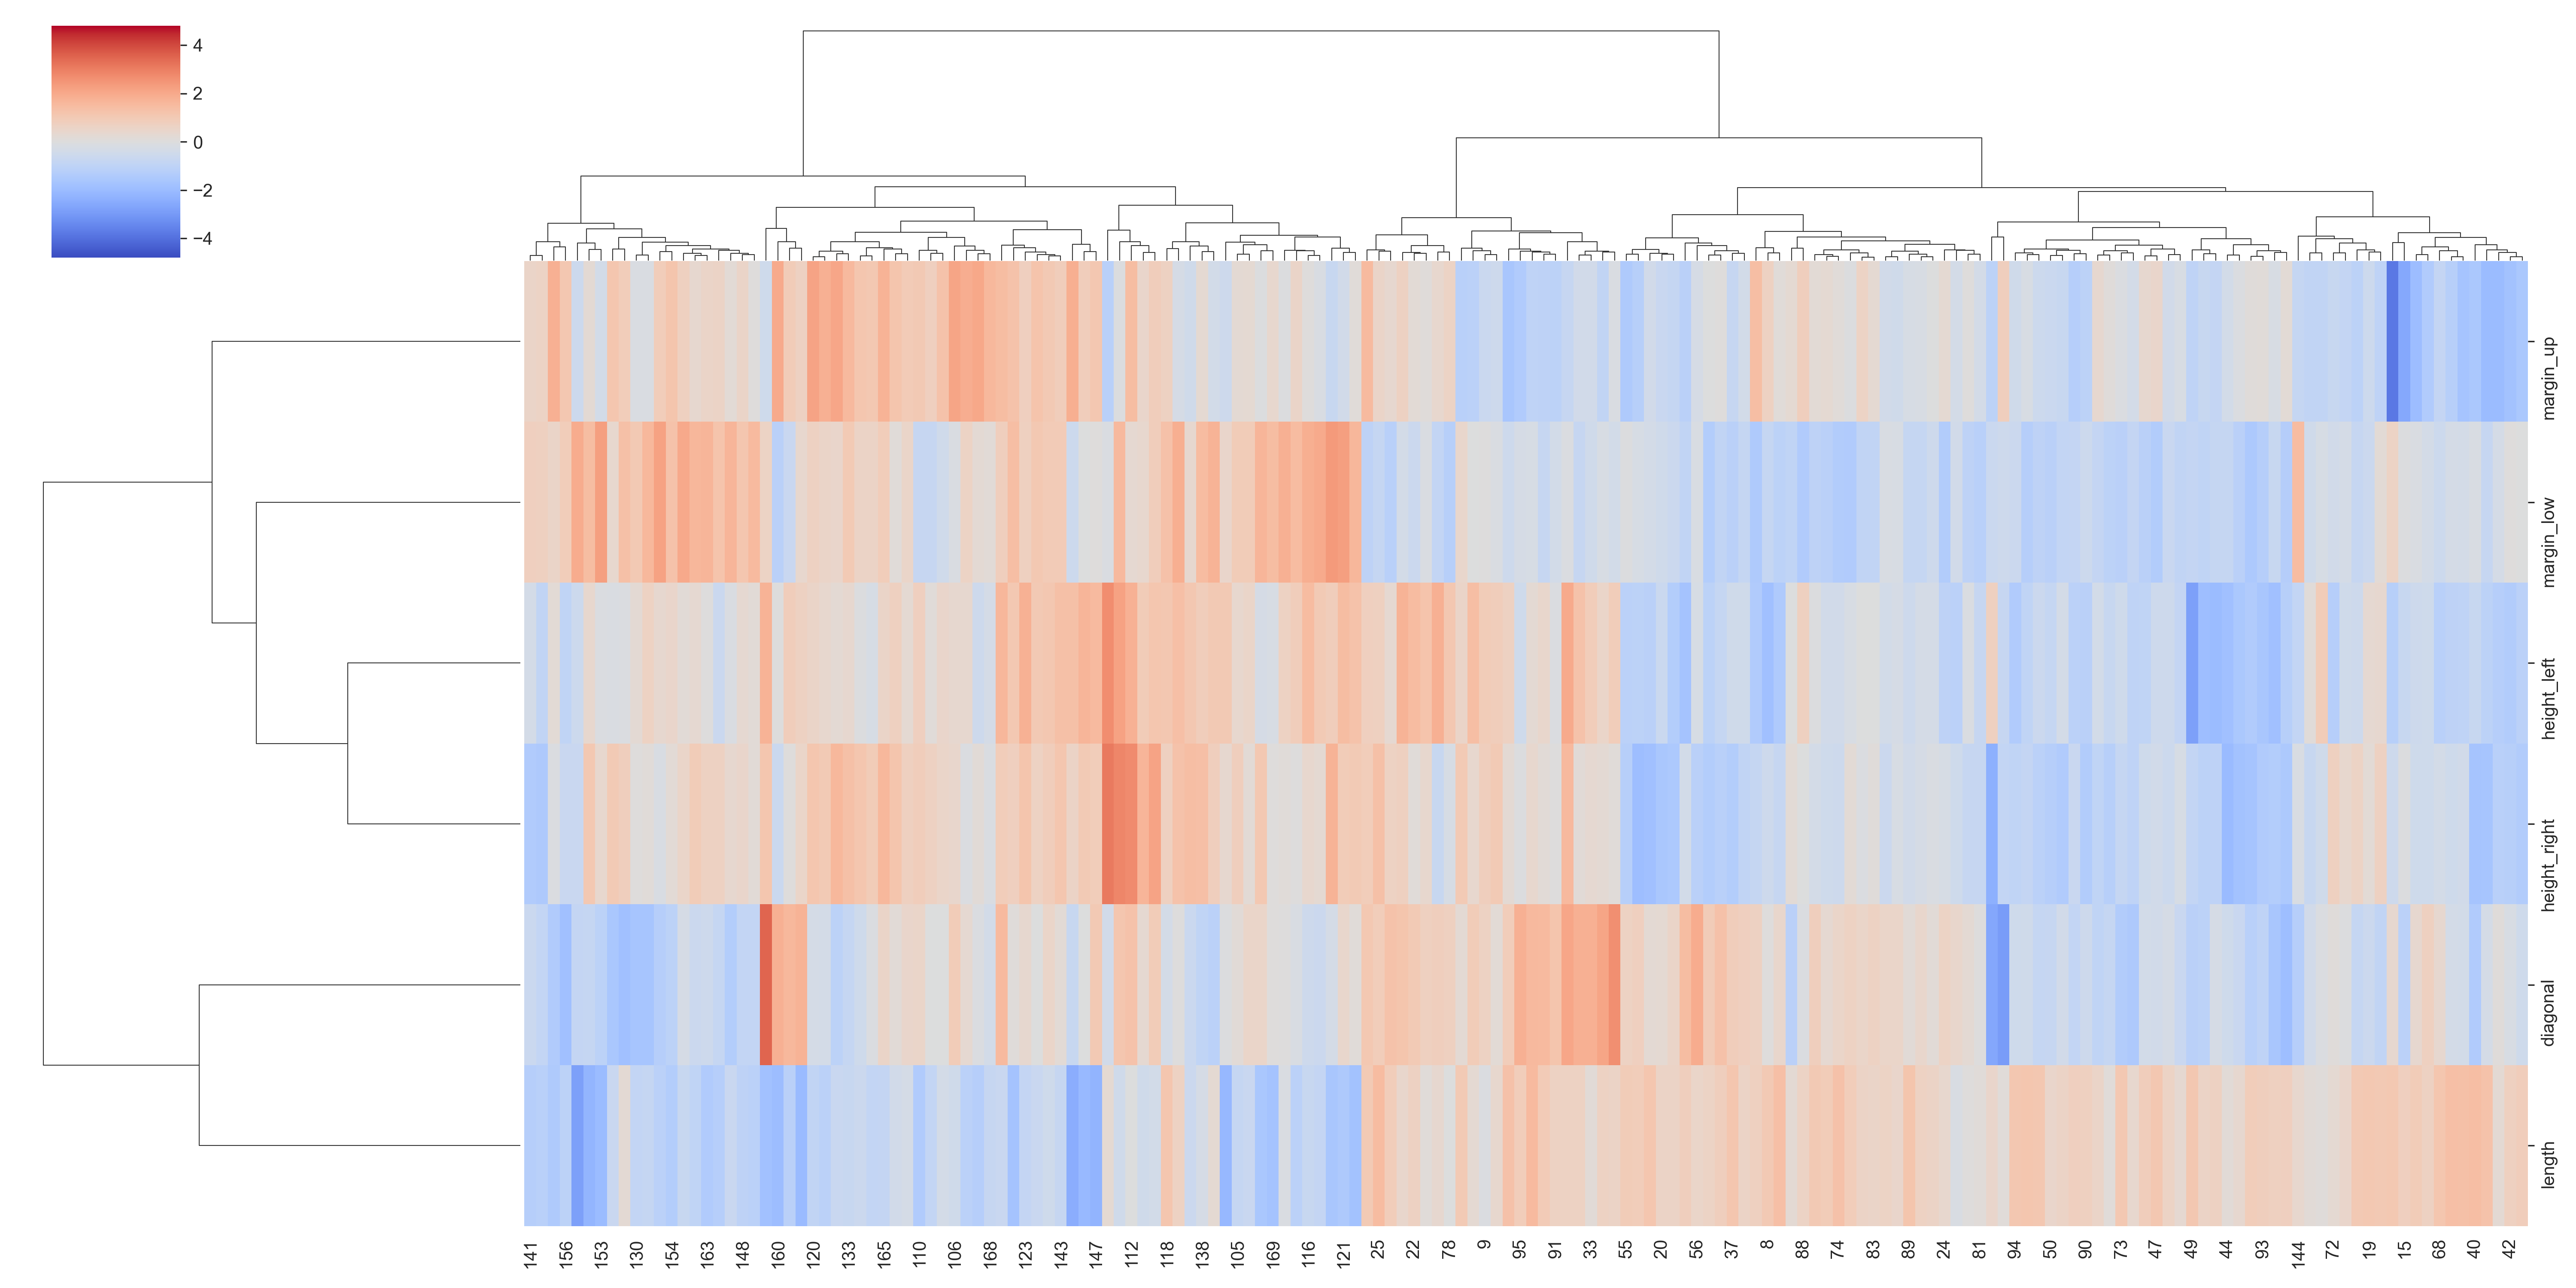 4
2
0
−2
−4
margin_up
margin_low
height_left
height_right
diagonal
length
141 156 153 130 154 163 148 160 120 133 165 110 106 168 123 143 147 112 118 138 105 169 116 121 25 22 78 9 95 91 33 55 20 56 37 8 88 74 83 89 24 81 94 50 90 73 47 49 44 93 144 72 19 15 68 40 42